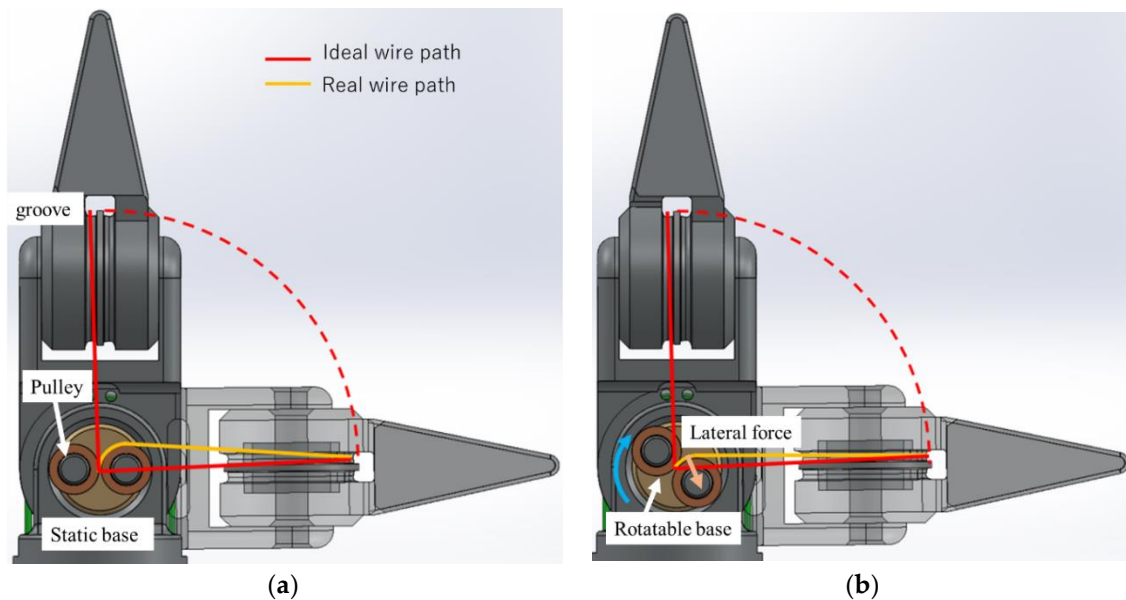 Ideal wire path
Real wire path
groove
Pulley
Static base
(a)
Lateral force
Rotatable base
(b)